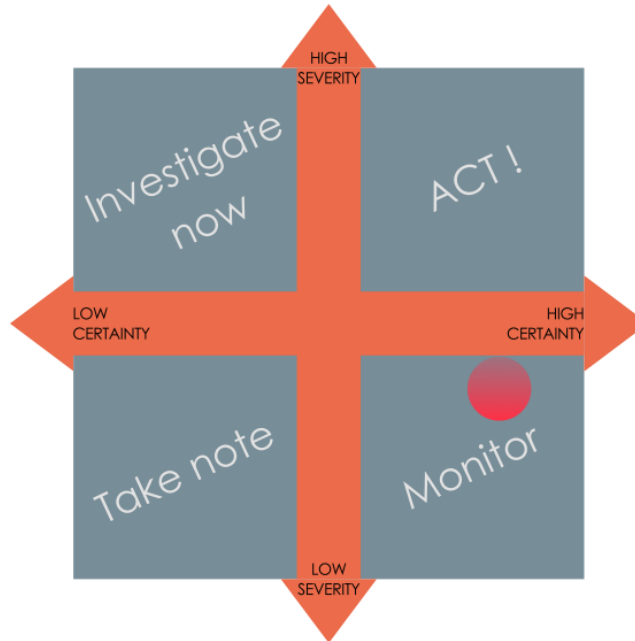 HIGH
SEVERITY
Investigate
now
ACT !
LOW
CERTAINTY
HIGH
CERTAINTY
Take note
Monitor
LOW
SEVERITY